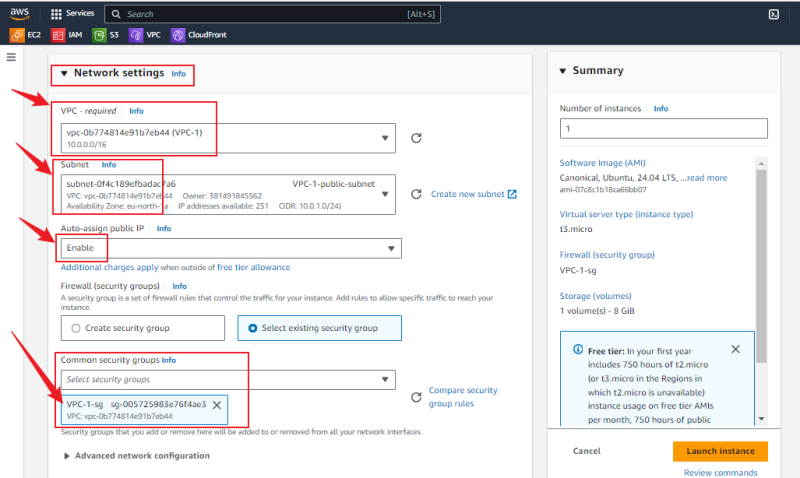 aws
Services
Search
[Alt+S]
EC2
IAM
S3
VPC
CloudFront
Network settings Info
VPC - required Info
vpc-0b774814e91b7eb44 (VPC-1)
10.0.0.0/16
Subnet Info
subnet-0f4c189efbadac7a6 VPC-1-public-subnet
VPC: vpc-0b774814e91b7eb44 Owner: 381491845562
Availability Zone: eu-north-1a IP addresses available: 251 CIDR: 10.0.1.0/24)
Create new subnet
Auto-assign public IP Info
Enable
Additional charges apply when outside of free tier allowance
Firewall (security groups) Info
A security group is a set of firewall rules that control the traffic for your instance. Add rules to allow specific traffic to reach your
instance.
Create security group
Select existing security group
Common security groups Info
Select security groups
VPC-1-sg sg-005725983e76f4ae3
VPC: vpc-0b774814e91b7eb44
Compare security
group rules
Security groups that you add or remove here will be added to or removed from all your network interfaces.
Advanced network configuration
Summary
Number of instances Info
1
Software Image (AMI)
Canonical, Ubuntu, 24.04 LTS, ...read more
ami-07c8c1b18ca66bb07
Virtual server type (instance type)
t3.micro
Firewall (security group)
VPC-1-sg
Storage (volumes)
1 volume(s) - 8 GiB
Free tier: In your first year
includes 750 hours of t2.micro
(or t3.micro in the Regions in
which t2.micro is unavailable)
instance usage on free tier AMIs
per month, 750 hours of public
Cancel
Launch instance
Review commands